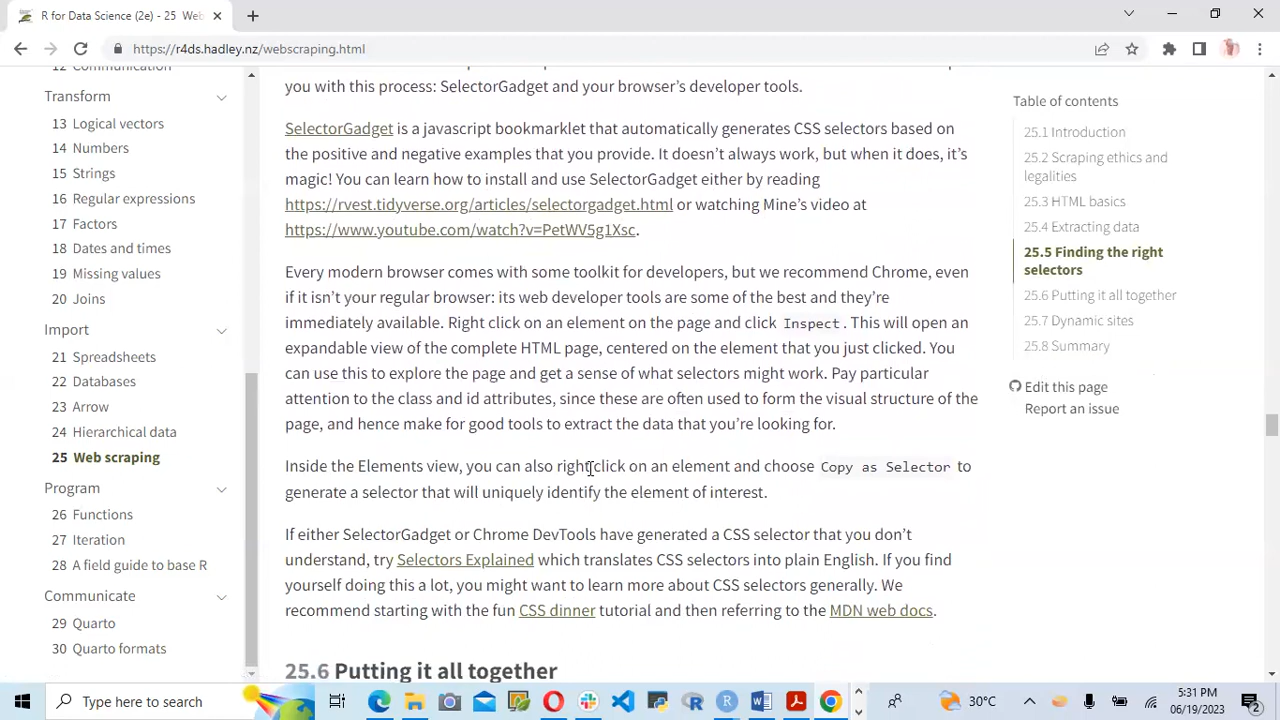 R for Data Science (2e) - 25 Web
https://r4ds.hadley.nz/webscraping.html
12 Communication
Transform
13 Logical vectors
14 Numbers
15 Strings
16 Regular expressions
17 Factors
18 Dates and times
19 Missing values
20 Joins
Import
21 Spreadsheets
22 Databases
23 Arrow
24 Hierarchical data
25 Web scraping
Program
26 Functions
27 Iteration
28 A field guide to base R
Communicate
29 Quarto
30 Quarto formats
you with this process: SelectorGadget and your browser’s developer tools.
SelectorGadget is a javascript bookmarklet that automatically generates CSS selectors based on
the positive and negative examples that you provide. It doesn’t always work, but when it does, it’s
magic! You can learn how to install and use SelectorGadget either by reading
https://rvest.tidyverse.org/articles/selectorgadget.html or watching Mine’s video at
https://www.youtube.com/watch?v=PetWV5g1Xsc.
Every modern browser comes with some toolkit for developers, but we recommend Chrome, even
if it isn’t your regular browser: its web developer tools are some of the best and they’re
immediately available. Right click on an element on the page and click Inspect. This will open an
expandable view of the complete HTML page, centered on the element that you just clicked. You
can use this to explore the page and get a sense of what selectors might work. Pay particular
attention to the class and id attributes, since these are often used to form the visual structure of the
page, and hence make for good tools to extract the data that you’re looking for.
Inside the Elements view, you can also right click on an element and choose Copy as Selector to
generate a selector that will uniquely identify the element of interest.
If either SelectorGadget or Chrome DevTools have generated a CSS selector that you don’t
understand, try Selectors Explained which translates CSS selectors into plain English. If you find
yourself doing this a lot, you might want to learn more about CSS selectors generally. We
recommend starting with the fun CSS dinner tutorial and then referring to the MDN web docs.
25.6 Putting it all together
Table of contents
25.1 Introduction
25.2 Scraping ethics and
legalities
25.3 HTML basics
25.4 Extracting data
25.5 Finding the right
selectors
25.6 Putting it all together
25.7 Dynamic sites
25.8 Summary
Edit this page
Report an issue
Type here to search
30°C
5:31 PM
06/19/2023
2